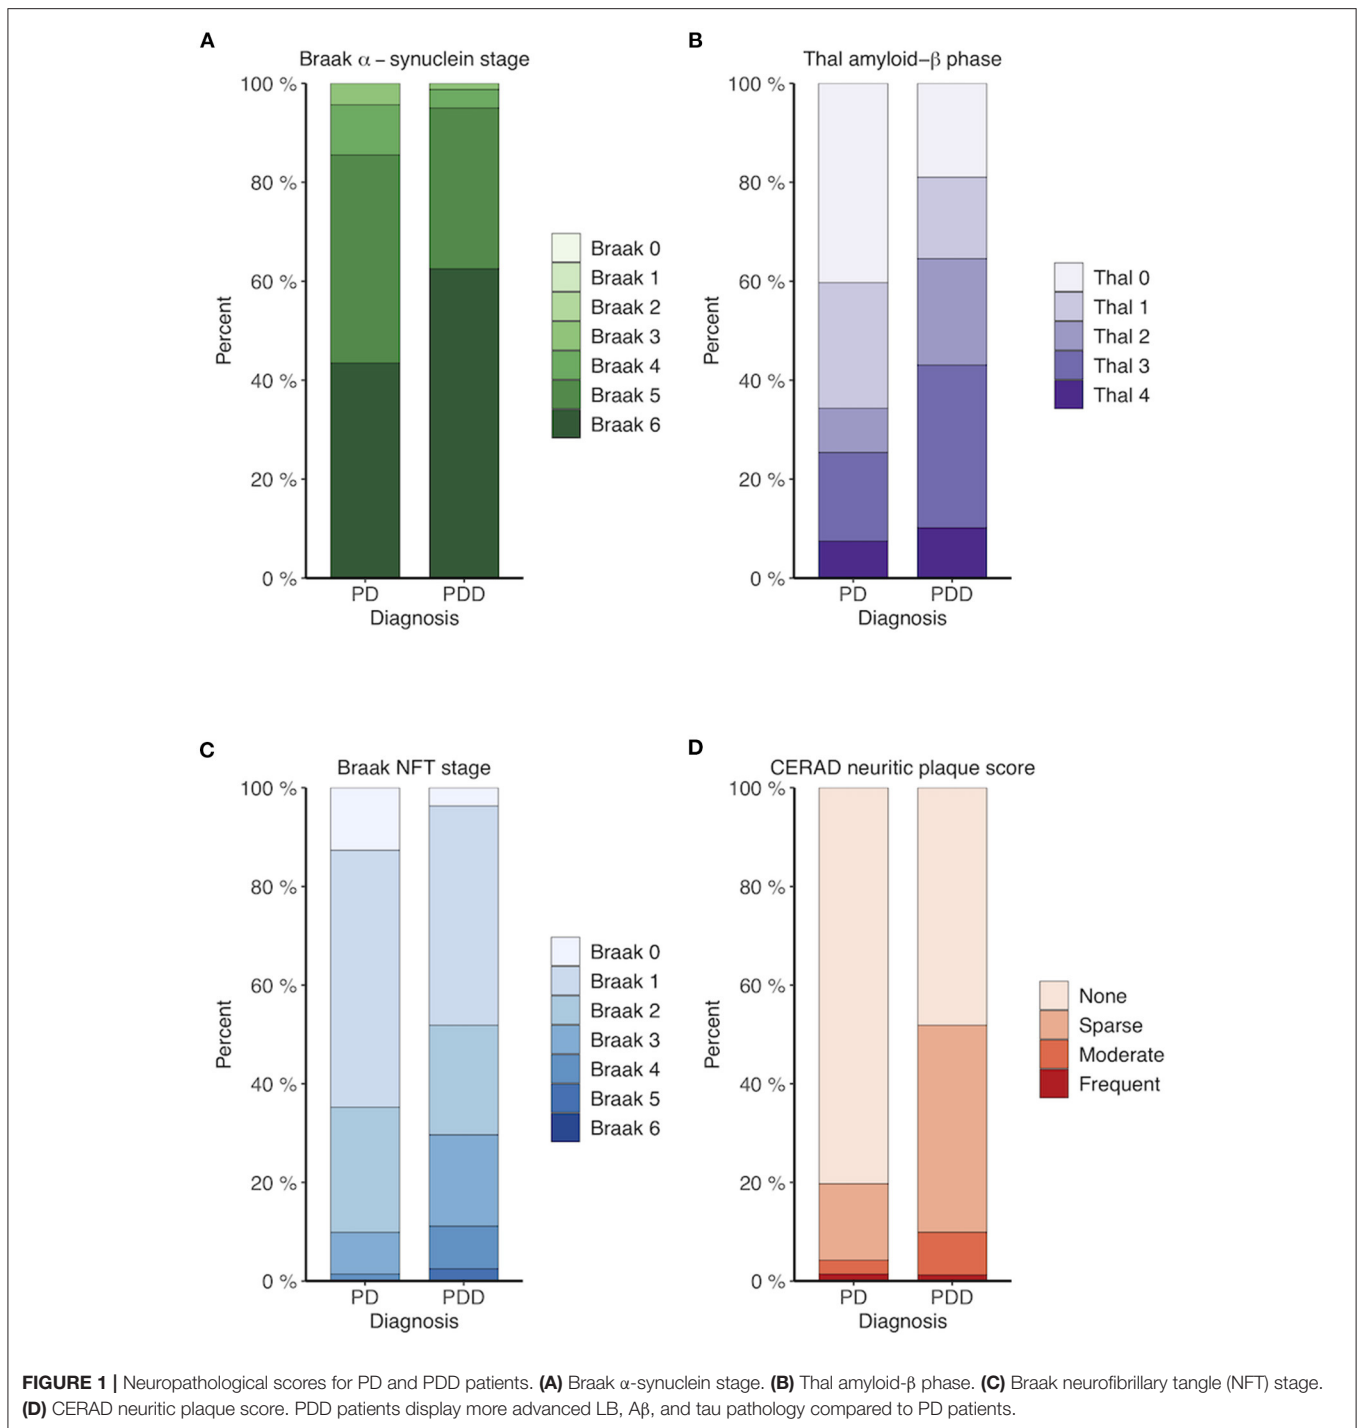 A
Braak α – synuclein stage
100 %
80 %
60 %
40 %
20 %
0 %
Percent
PD
PDD
Diagnosis
Braak 0
Braak 1
Braak 2
Braak 3
Braak 4
Braak 5
Braak 6
B
Thal amyloid–β phase
100 %
80 %
60 %
40 %
20 %
0 %
Percent
PD
PDD
Diagnosis
Thal 0
Thal 1
Thal 2
Thal 3
Thal 4
C
Braak NFT stage
100 %
80 %
60 %
40 %
20 %
0 %
Percent
PD
PDD
Diagnosis
Braak 0
Braak 1
Braak 2
Braak 3
Braak 4
Braak 5
Braak 6
D
CERAD neuritic plaque score
100 %
80 %
60 %
40 %
20 %
0 %
Percent
PD
PDD
Diagnosis
None
Sparse
Moderate
Frequent
FIGURE 1 | Neuropathological scores for PD and PDD patients. (A) Braak α-synuclein stage. (B) Thal amyloid-β phase. (C) Braak neurofibrillary tangle (NFT) stage.
(D) CERAD neuritic plaque score. PDD patients display more advanced LB, Aβ, and tau pathology compared to PD patients.